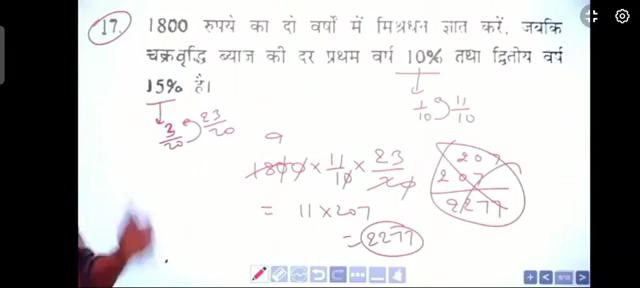 17. 1800 रुपये का दो वर्षो में मिश्रधन ज्ञात करें, जबकि
चक्रवृद्धि ब्याज की दर प्रथम वर्ष 10% तथा द्वितीय वर्ष
15% है।
1/10 11/10
3/20 23/20
9
1800 × 11/10 × 23/20
= 11 × 207
= 2277
207
207
2277